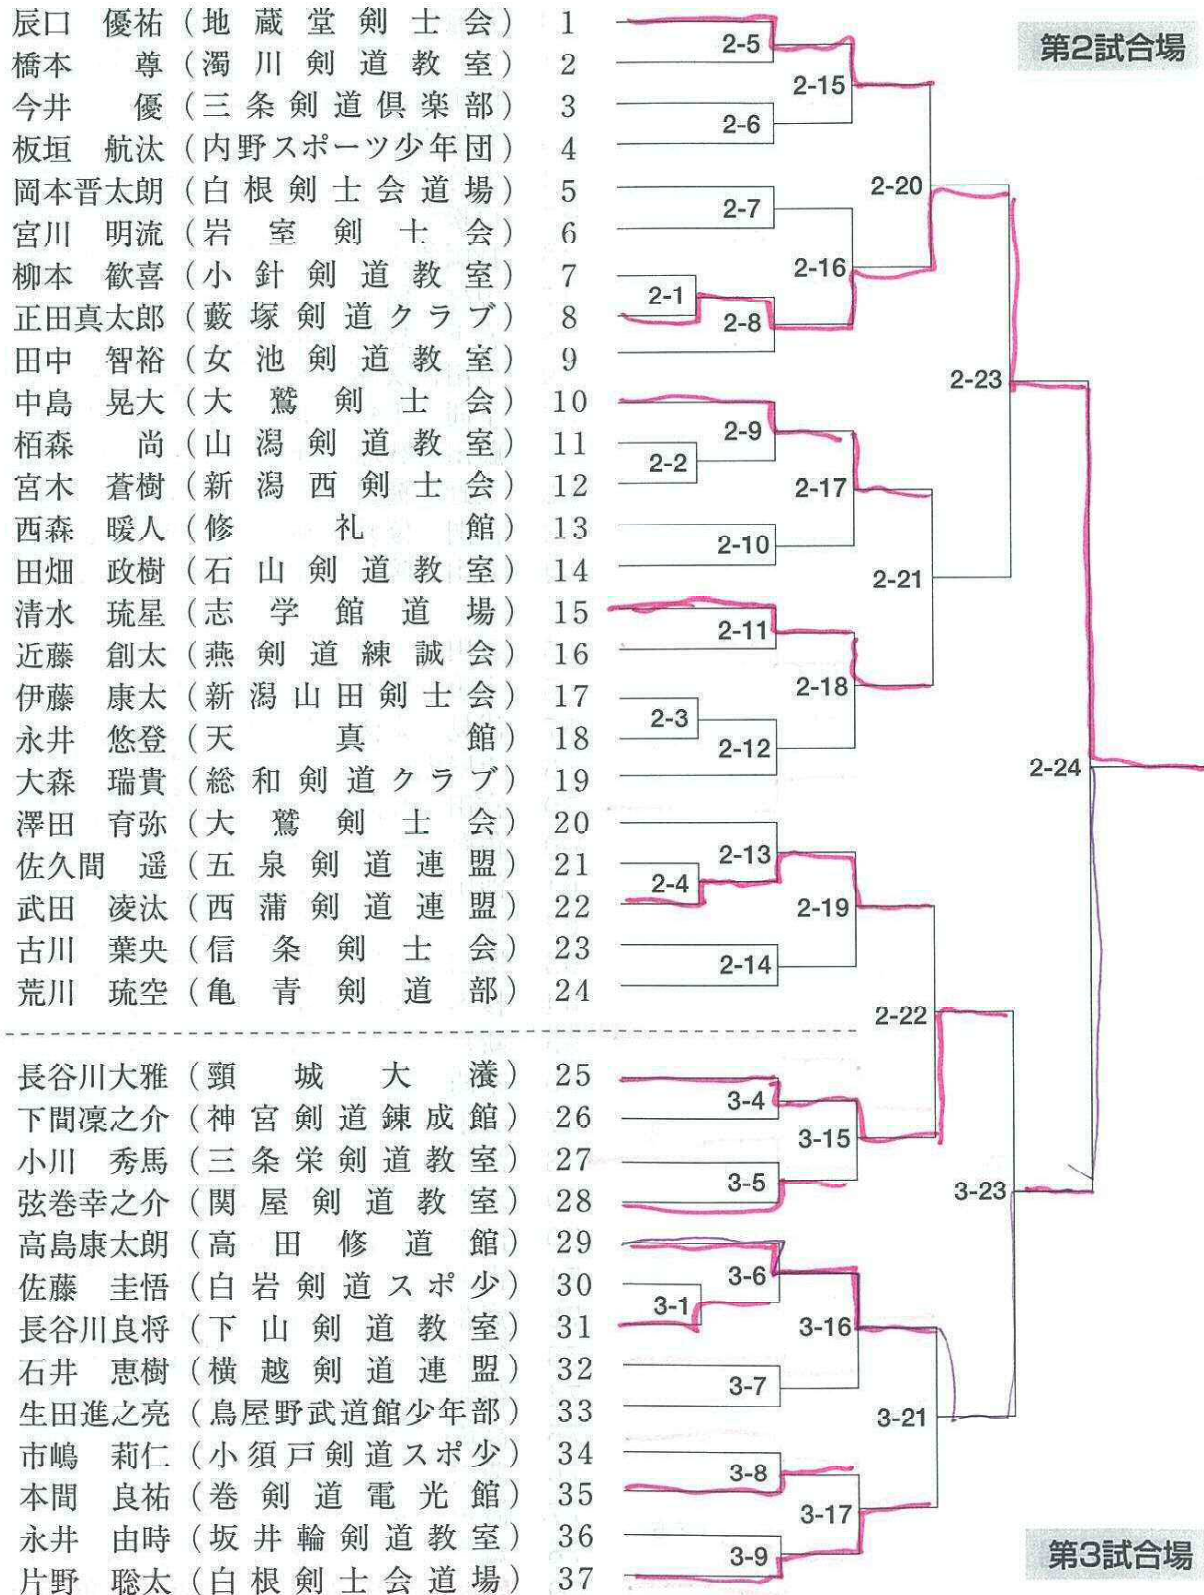 第2試合場
辰口 優祐 (地蔵堂剣士会) 1
橋本 尊 (濁川剣道教室) 2
今井 優 (三条剣道倶楽部) 3
板垣 航汰 (内野スポーツ少年団) 4
岡本晋太朗 (白根剣士会道場) 5
宮川 明流 (岩室剣士会) 6
柳本 歓喜 (小針剣道教室) 7
正田真太郎 (藪塚剣道クラブ) 8
田中 智裕 (女池剣道教室) 9
中島 晃大 (大鷲剣士会) 10
栢森 尚 (山潟剣道教室) 11
宮木 蒼樹 (新潟西剣士会) 12
西森 暖人 (修礼館) 13
田畑 政樹 (石山剣道教室) 14
清水 琉星 (志学館道場) 15
近藤 創太 (燕剣道練誠会) 16
伊藤 康太 (新潟山田剣士会) 17
永井 悠登 (天真館) 18
大森 瑞貴 (総和剣道クラブ) 19
澤田 育弥 (大鷲剣士会) 20
佐久間 遥 (五泉剣道連盟) 21
武田 凌汰 (西蒲剣道連盟) 22
古川 葉央 (信条剣士会) 23
荒川 琉空 (亀青剣道部) 24
長谷川大雅 (頸城大瀁) 25
下間凜之介 (神宮剣道錬成館) 26
小川 秀馬 (三条栄剣道教室) 27
弦巻幸之介 (関屋剣道教室) 28
高島康太朗 (高田修道館) 29
佐藤 圭悟 (白岩剣道スポ少) 30
長谷川良将 (下山剣道教室) 31
石井 恵樹 (横越剣道連盟) 32
生田進之亮 (鳥屋野武道館少年部) 33
市嶋 莉仁 (小須戸剣道スポ少) 34
本間 良祐 (巻剣道電光館) 35
永井 由時 (坂井輪剣道教室) 36
片野 聡太 (白根剣士会道場) 37
2-1
2-2
2-3
2-4
3-1
2-5
2-6
2-7
2-8
2-9
2-10
2-11
2-12
2-13
2-14
3-4
3-5
3-6
3-7
3-8
3-9
2-15
2-16
2-17
2-18
2-19
3-15
3-16
3-17
2-20
2-21
2-22
3-21
2-23
3-23
2-24
第3試合場